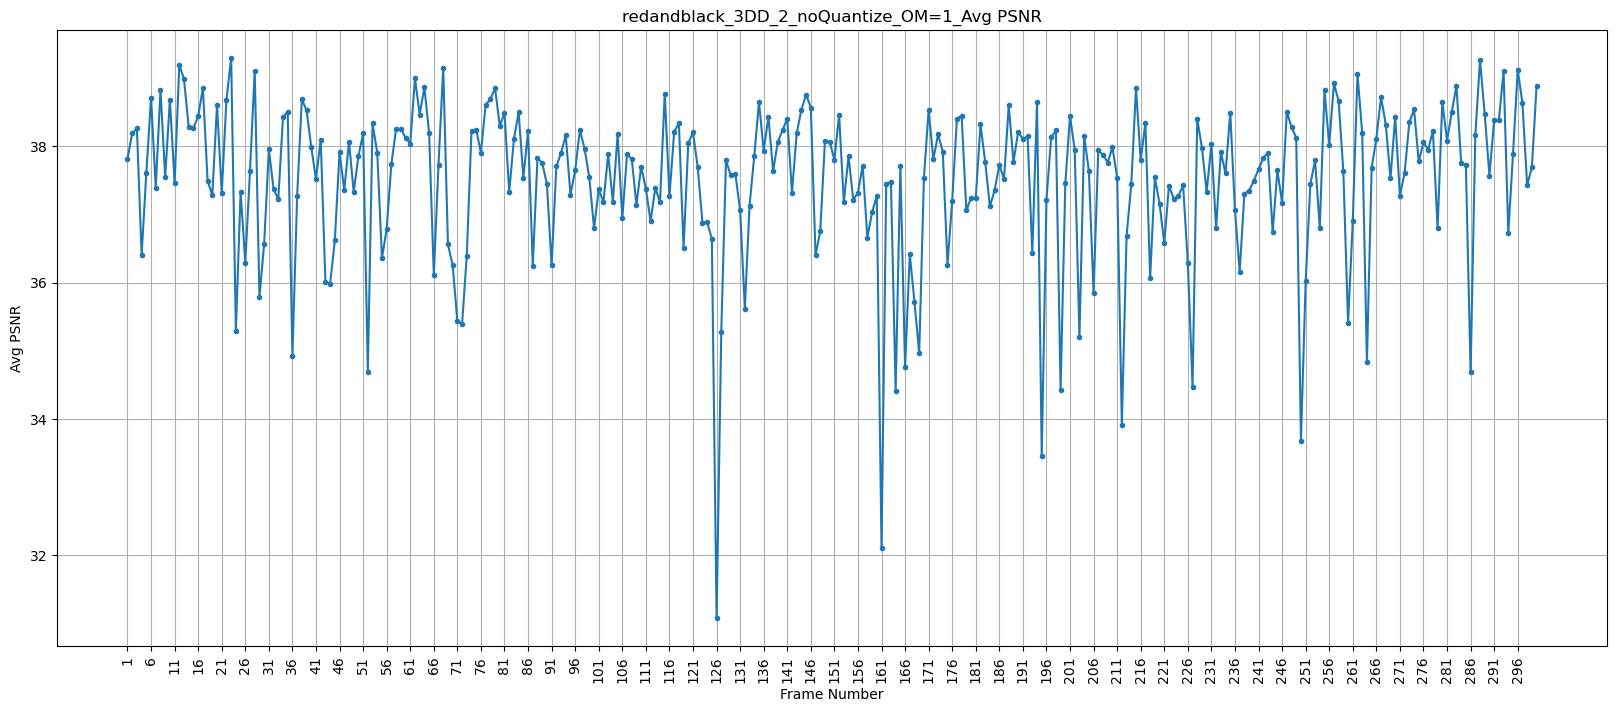 redandblack_3DD_2_noQuantize_OM=1_Avg PSNR
Avg PSNR
38
36
34
32
1 6 11 16 21 26 31 36 41 46 51 56 61 66 71 76 81 86 91 96 101 106 111 116 121 126 131 136 141 146 151 156 161 166 171 176 181 186 191 196 201 206 211 216 221 226 231 236 241 246 251 256 261 266 271 276 281 286 291 296
Frame Number